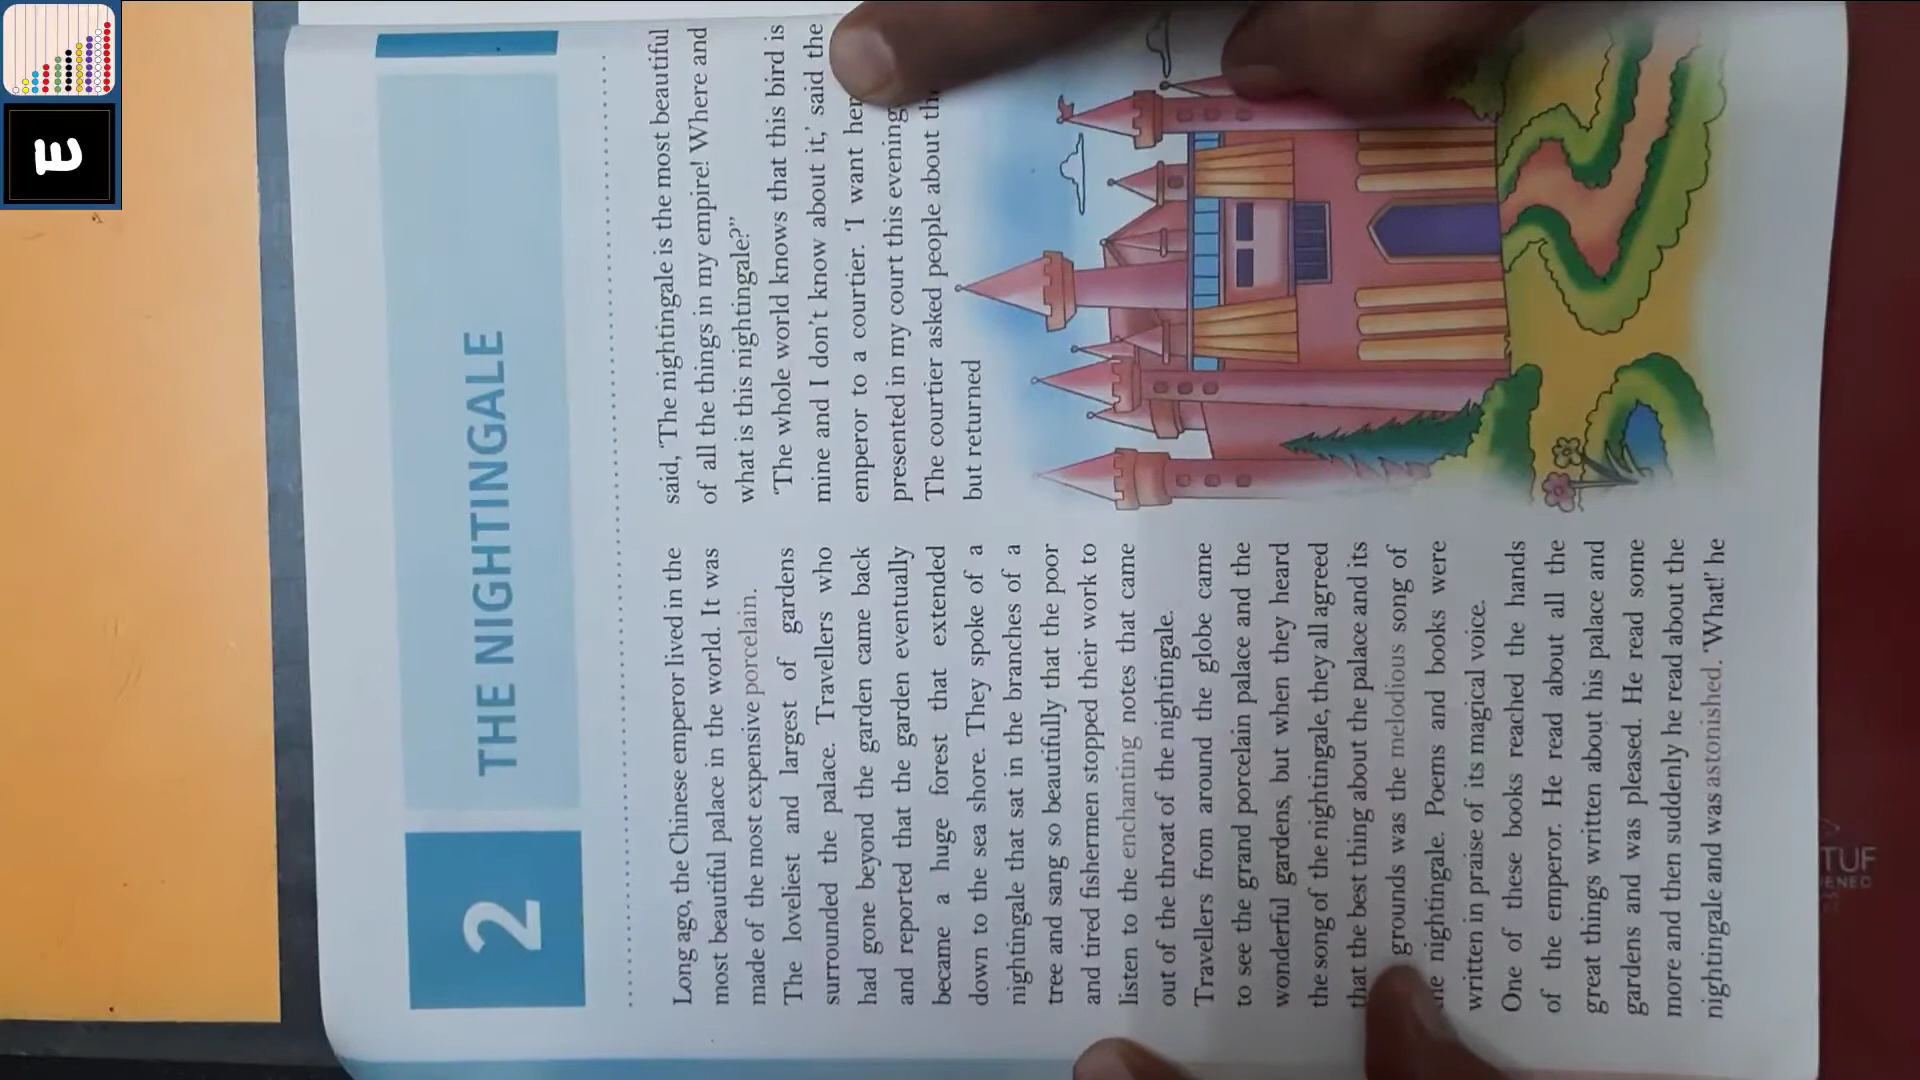 2
THE NIGHTINGALE
Long ago, the Chinese emperor lived in the
most beautiful palace in the world. It was
made of the most expensive porcelain.
The loveliest and largest of gardens
surrounded the palace. Travellers who
had gone beyond the garden came back
and reported that the garden eventually
became a huge forest that extended
down to the sea shore. They spoke of a
nightingale that sat in the branches of a
tree and sang so beautifully that the poor
and tired fishermen stopped their work to
listen to the enchanting notes that came
out of the throat of the nightingale.
Travellers from around the globe came
to see the grand porcelain palace and the
wonderful gardens, but when they heard
the song of the nightingale, they all agreed
that the best thing about the palace and its
grounds was the melodious song of
nightingale. Poems and books were
written in praise of its magical voice.
One of these books reached the hands
of the emperor. He read about all the
great things written about his palace and
gardens and was pleased. He read some
more and then suddenly he read about the
nightingale and was astonished. 'What!' he
said, 'The nightingale is the most beautiful
of all the things in my empire! Where and
what is this nightingale?”
'The whole world knows that this bird is
mine and I don't know about it,' said the
emperor to a courtier. 'I want her
presented in my court this evening
The courtier asked people about
but returned
E